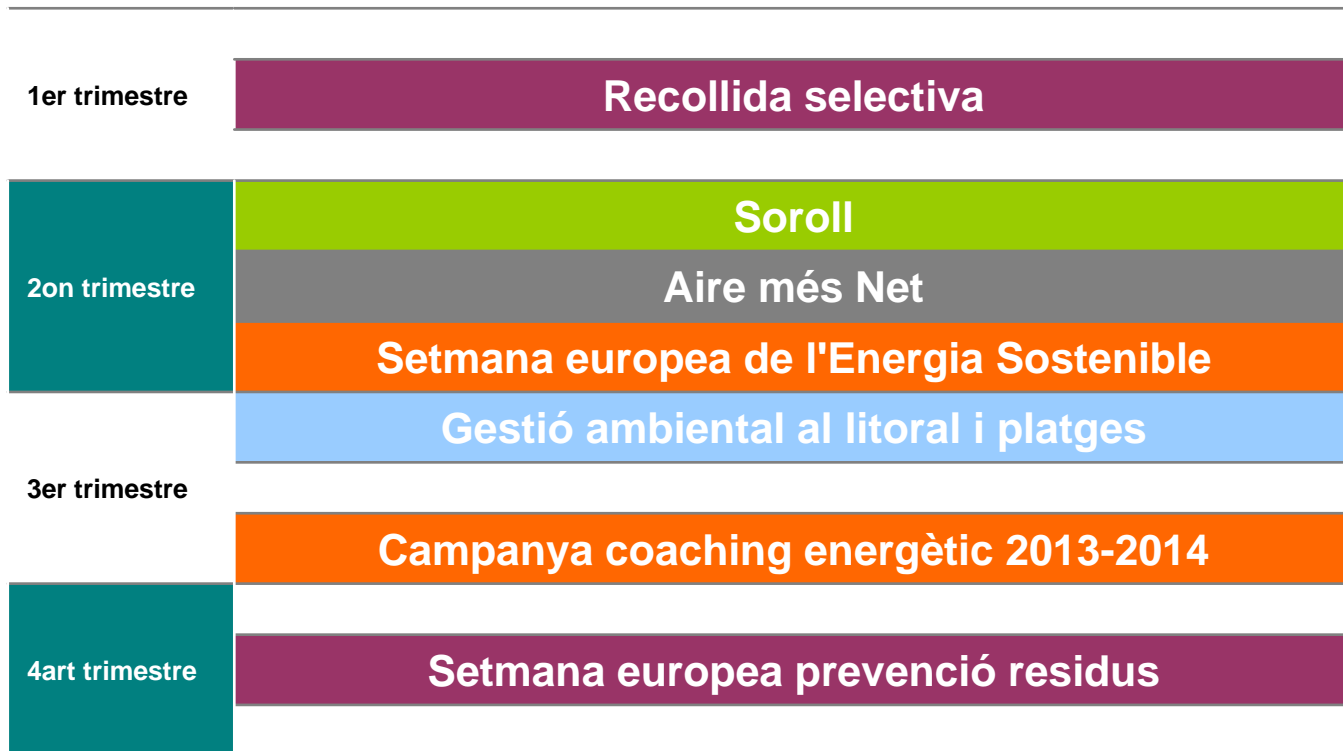 1er trimestre
Recollida selectiva
2on trimestre
Soroll
Aire més Net
Setmana europea de l'Energia Sostenible
3er trimestre
Gestió ambiental al litoral i platges
Campanya coaching energètic 2013-2014
4art trimestre
Setmana europea prevenció residus